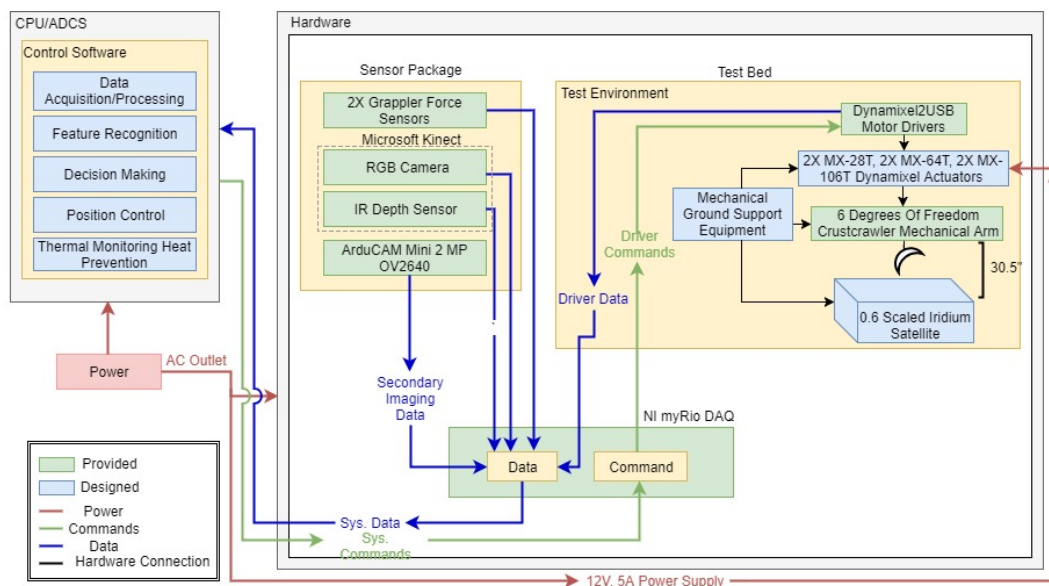 CPU/ADCS
Control Software
Data
Acquisition/Processing
Feature Recognition
Decision Making
Position Control
Thermal Monitoring Heat
Prevention
Power
AC Outlet
Provided
Designed
Power
Commands
Data
Hardware Connection
Hardware
Sensor Package
2X Grappler Force
Sensors
Microsoft Kinect
RGB Camera
IR Depth Sensor
ArduCAM Mini 2 MP
OV2640
Secondary
Imaging
Data
Test Bed
Test Environment
Dynamixel2USB
Motor Drivers
2X MX-28T, 2X MX-64T, 2X MX-
106T Dynamixel Actuators
Mechanical
Ground Support
Equipment
6 Degrees Of Freedom
Crustcrawler Mechanical Arm
30.5"
0.6 Scaled Iridium
Satellite
Driver
Commands
Driver Data
NI myRio DAQ
Data
Command
Sys. Data
Sys.
Commands
12V, 5A Power Supply